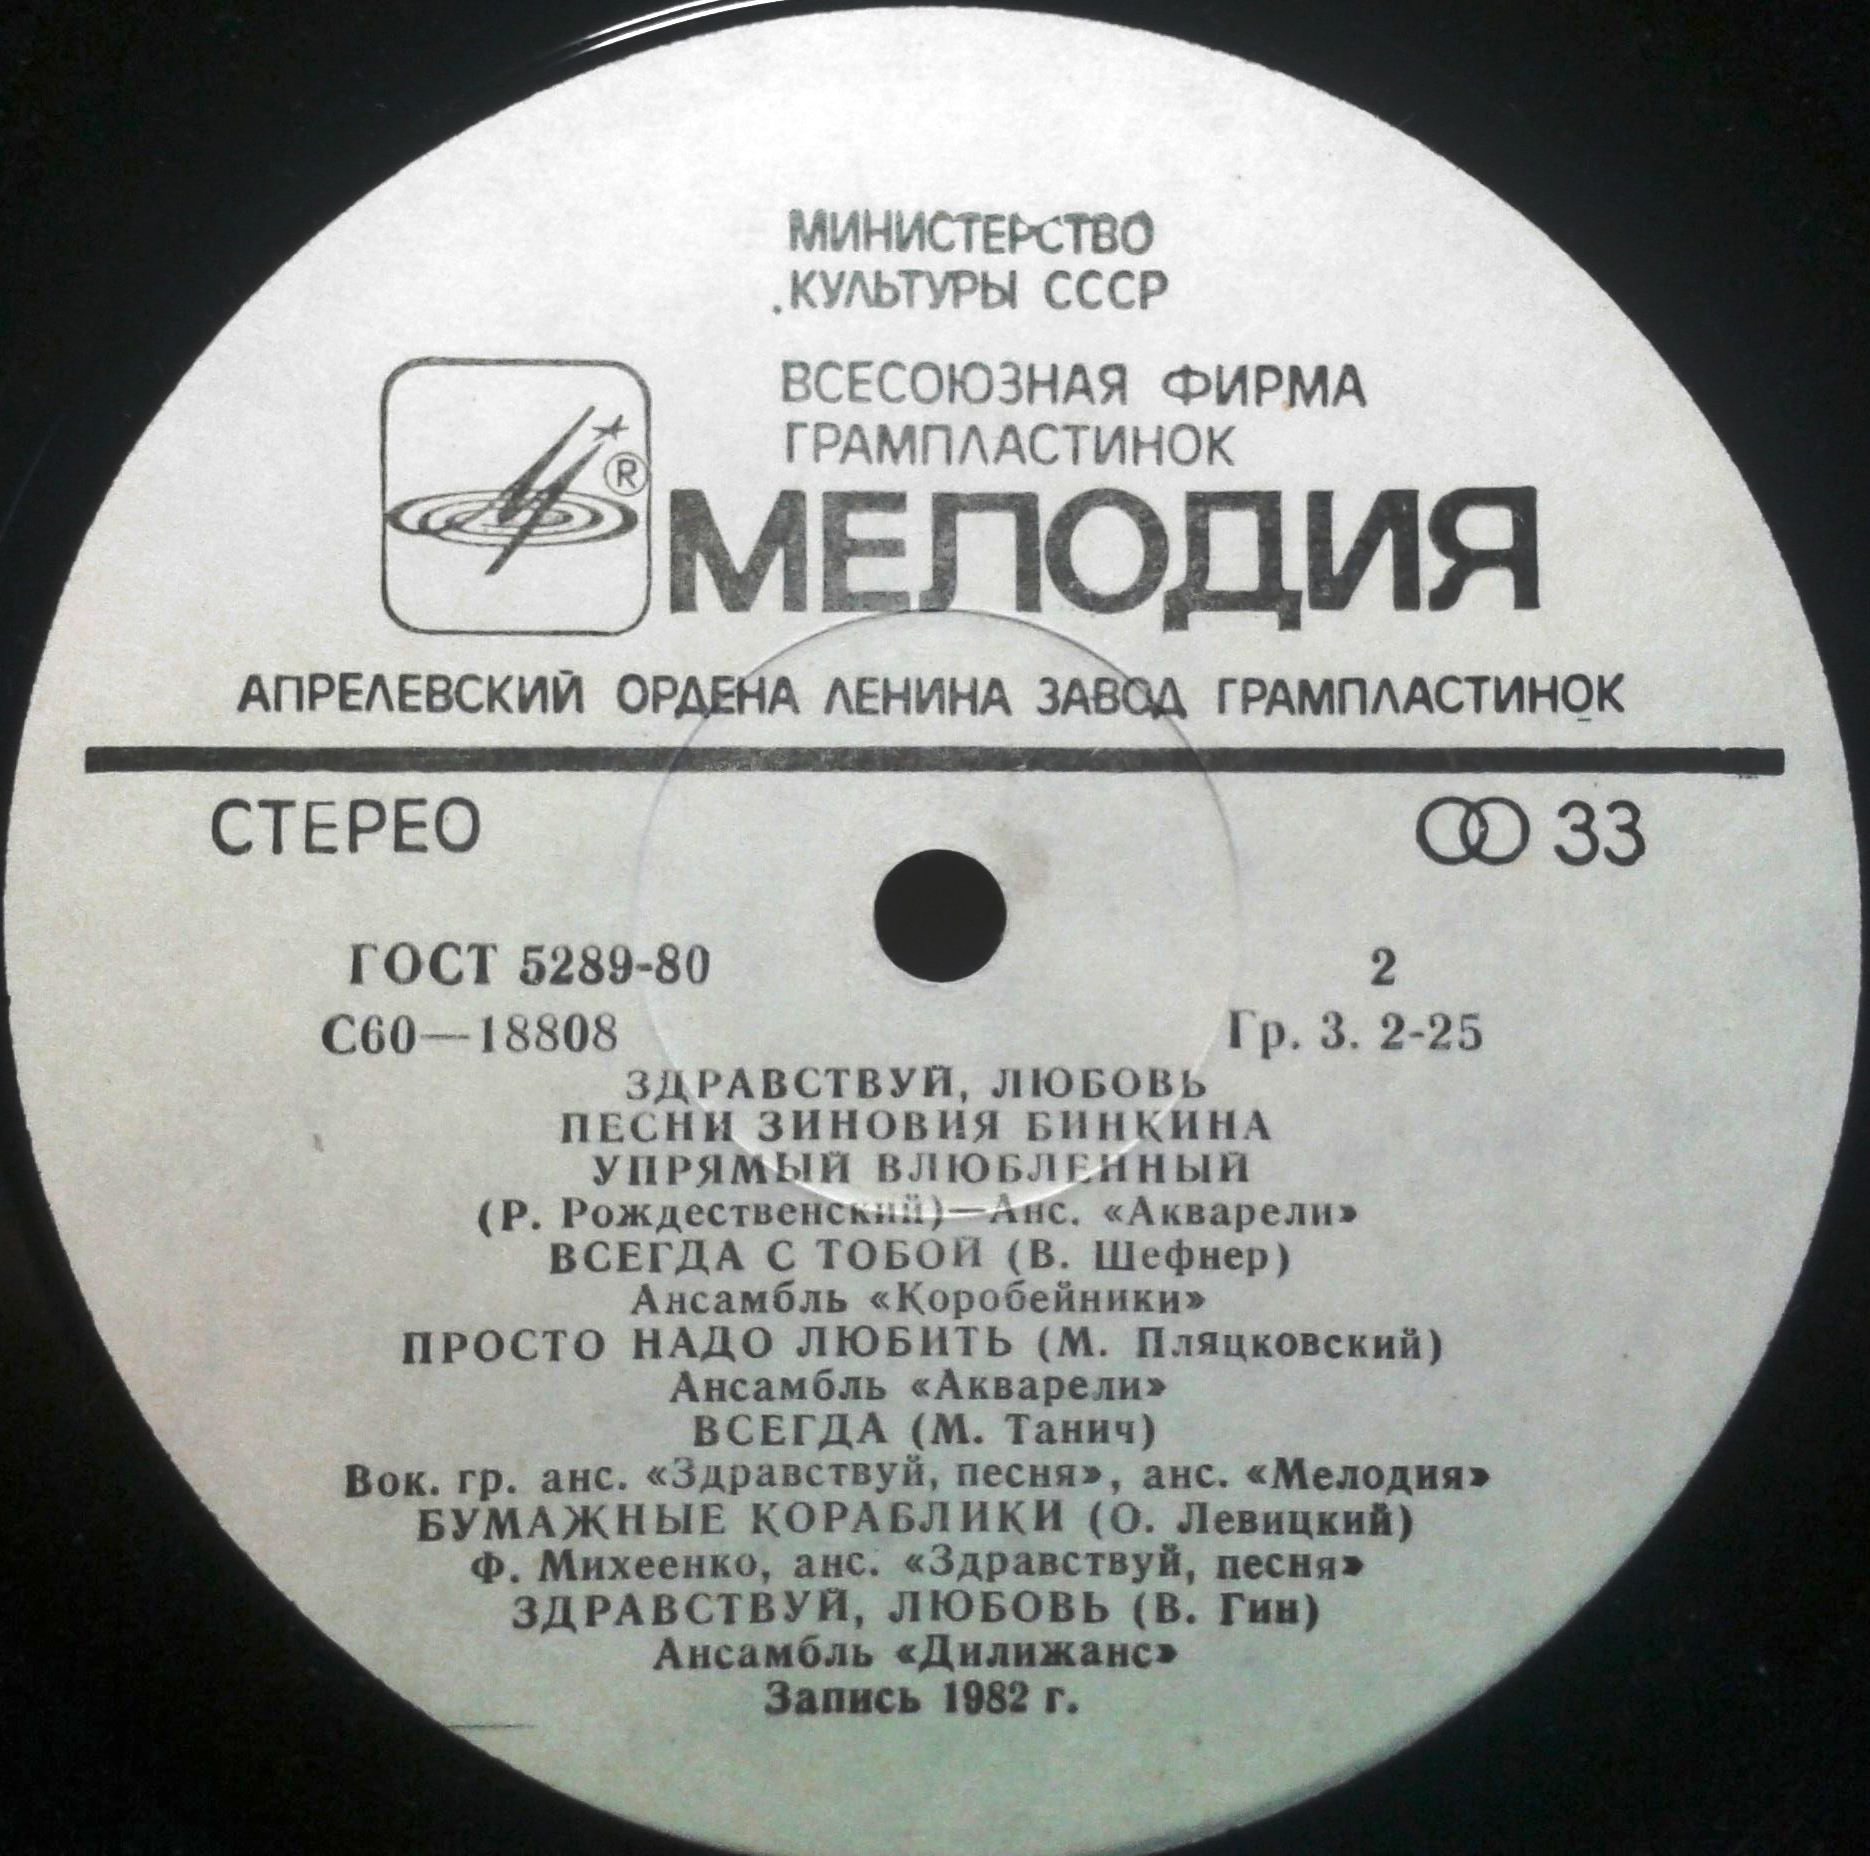 МИНИСТЕРСТВО
КУЛЬТУРЫ СССР
ВСЕСОЮЗНАЯ ФИРМА
ГРАМПЛАСТИНОК
®
МЕЛОДИЯ
АПРЕЛЕВСКИЙ ОРДЕНА ЛЕНИНА ЗАВОД ГРАМПЛАСТИНОК
СТЕРЕО 33
ГОСТ 5289-80 2
С60—18808 Гр. 3. 2-25
ЗДРАВСТВУЙ, ЛЮБОВЬ
ПЕСНИ ЗИНОВИЯ БИНКИНА
УПРЯМЫЙ ВЛЮБЛЕННЫЙ
(Р. Рождественский)—Анс. «Акварели»
ВСЕГДА С ТОБОЙ (В. Шефнер)
Ансамбль «Коробейники»
ПРОСТО НАДО ЛЮБИТЬ (М. Пляцковский)
Ансамбль «Акварели»
ВСЕГДА (М. Танич)
Вок. гр. анс. «Здравствуй, песня», анс. «Мелодия»
БУМАЖНЫЕ КОРАБЛИКИ (О. Левицкий)
Ф. Михеенко, анс. «Здравствуй, песня»
ЗДРАВСТВУЙ, ЛЮБОВЬ (В. Гин)
Ансамбль «Дилижанс»
Запись 1982 г.